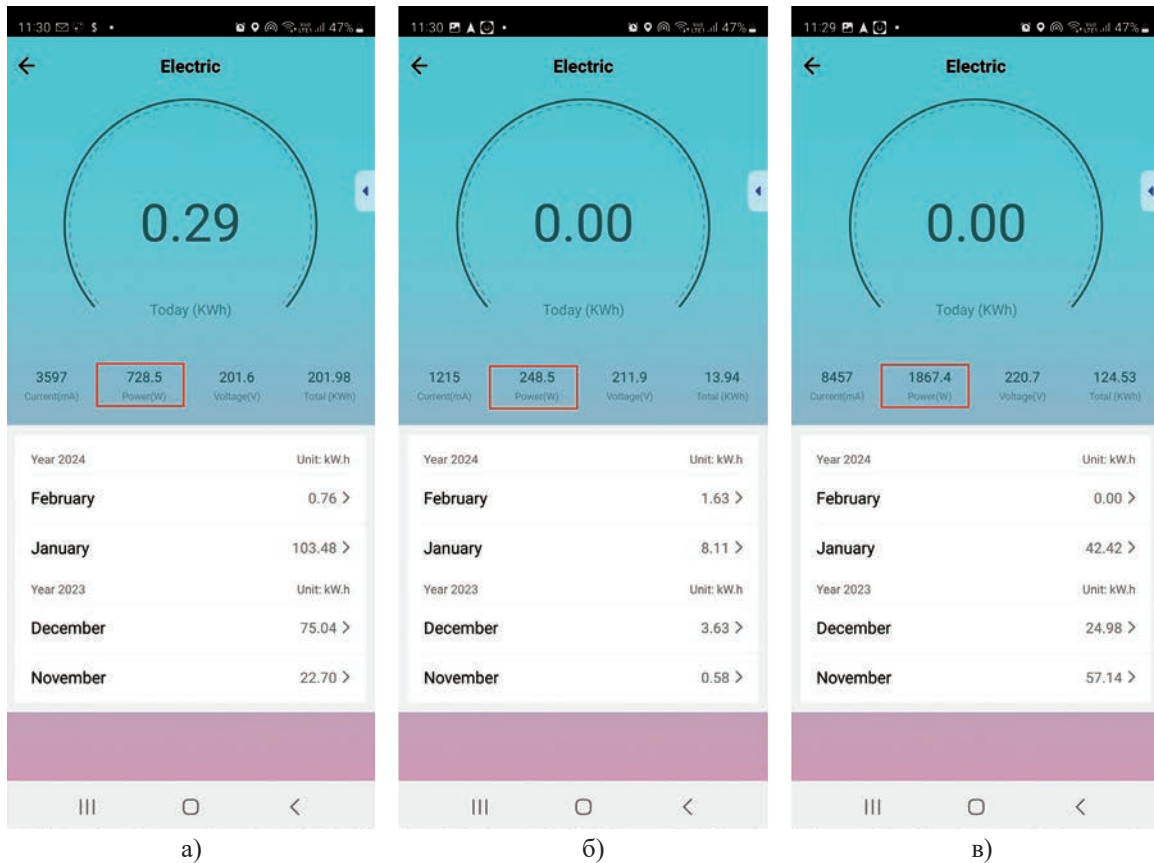 11:30 $ • 47%
Electric
0.29
Today (KWh)
3597 728.5 201.6 201.98
Current(mA) Power(W) Voltage(V) Total (KWh)
Year 2024 Unit: kW.h
February 0.76 >
January 103.48 >
Year 2023 Unit: kW.h
December 75.04 >
November 22.70 >
а)
11:30 • 47%
Electric
0.00
Today (KWh)
1215 248.5 211.9 13.94
Current(mA) Power(W) Voltage(V) Total (KWh)
Year 2024 Unit: kW.h
February 1.63 >
January 8.11 >
Year 2023 Unit: kW.h
December 3.63 >
November 0.58 >
б)
11:29 • 47%
Electric
0.00
Today (KWh)
8457 1867.4 220.7 124.53
Current(mA) Power(W) Voltage(V) Total (KWh)
Year 2024 Unit: kW.h
February 0.00 >
January 42.42 >
Year 2023 Unit: kW.h
December 24.98 >
November 57.14 >
в)